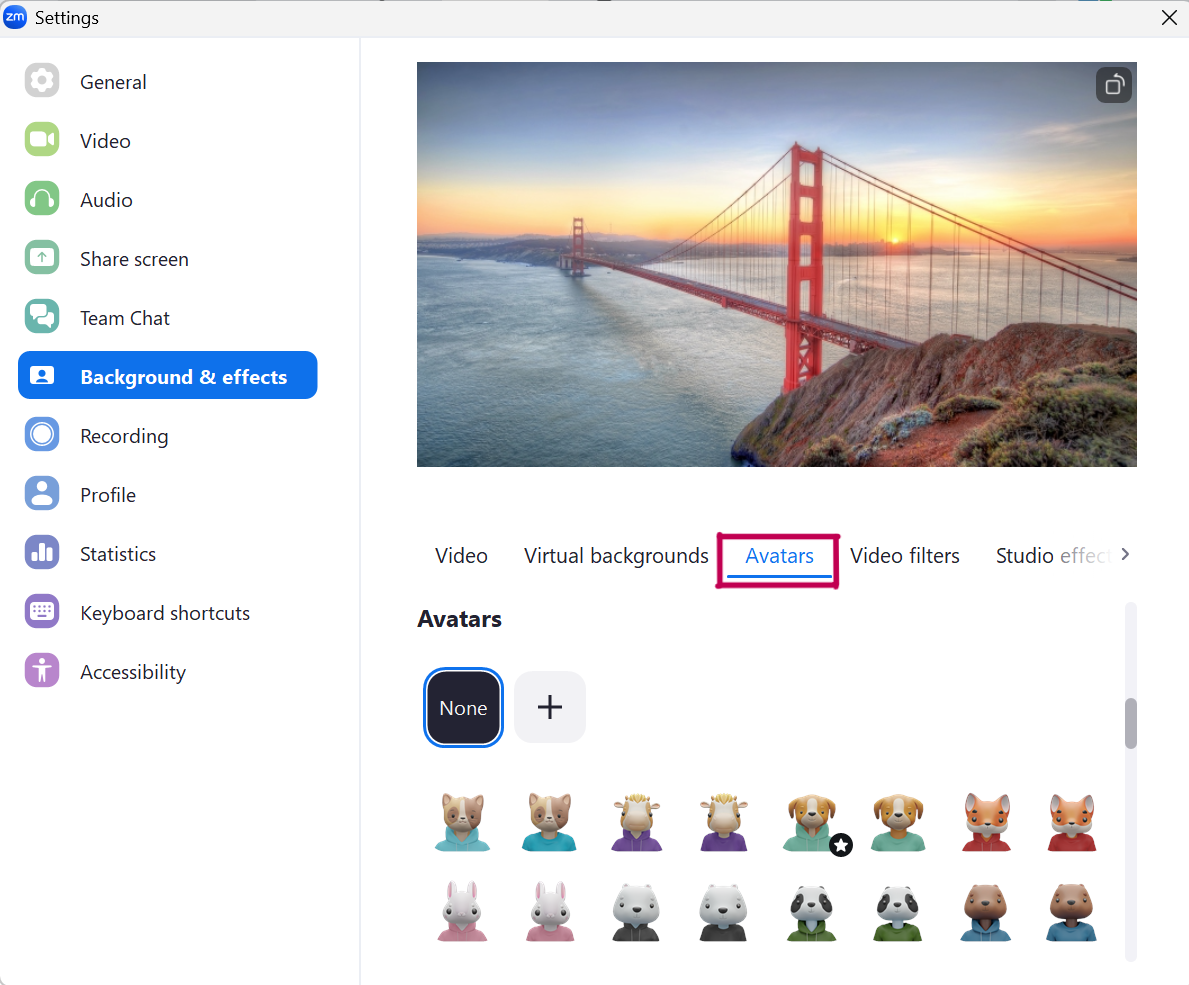 zm Settings
General
Video
Audio
Share screen
Team Chat
Background & effects
Recording
Profile
Statistics
Keyboard shortcuts
Accessibility
Video Virtual backgrounds Avatars Video filters Studio effect
Avatars
None